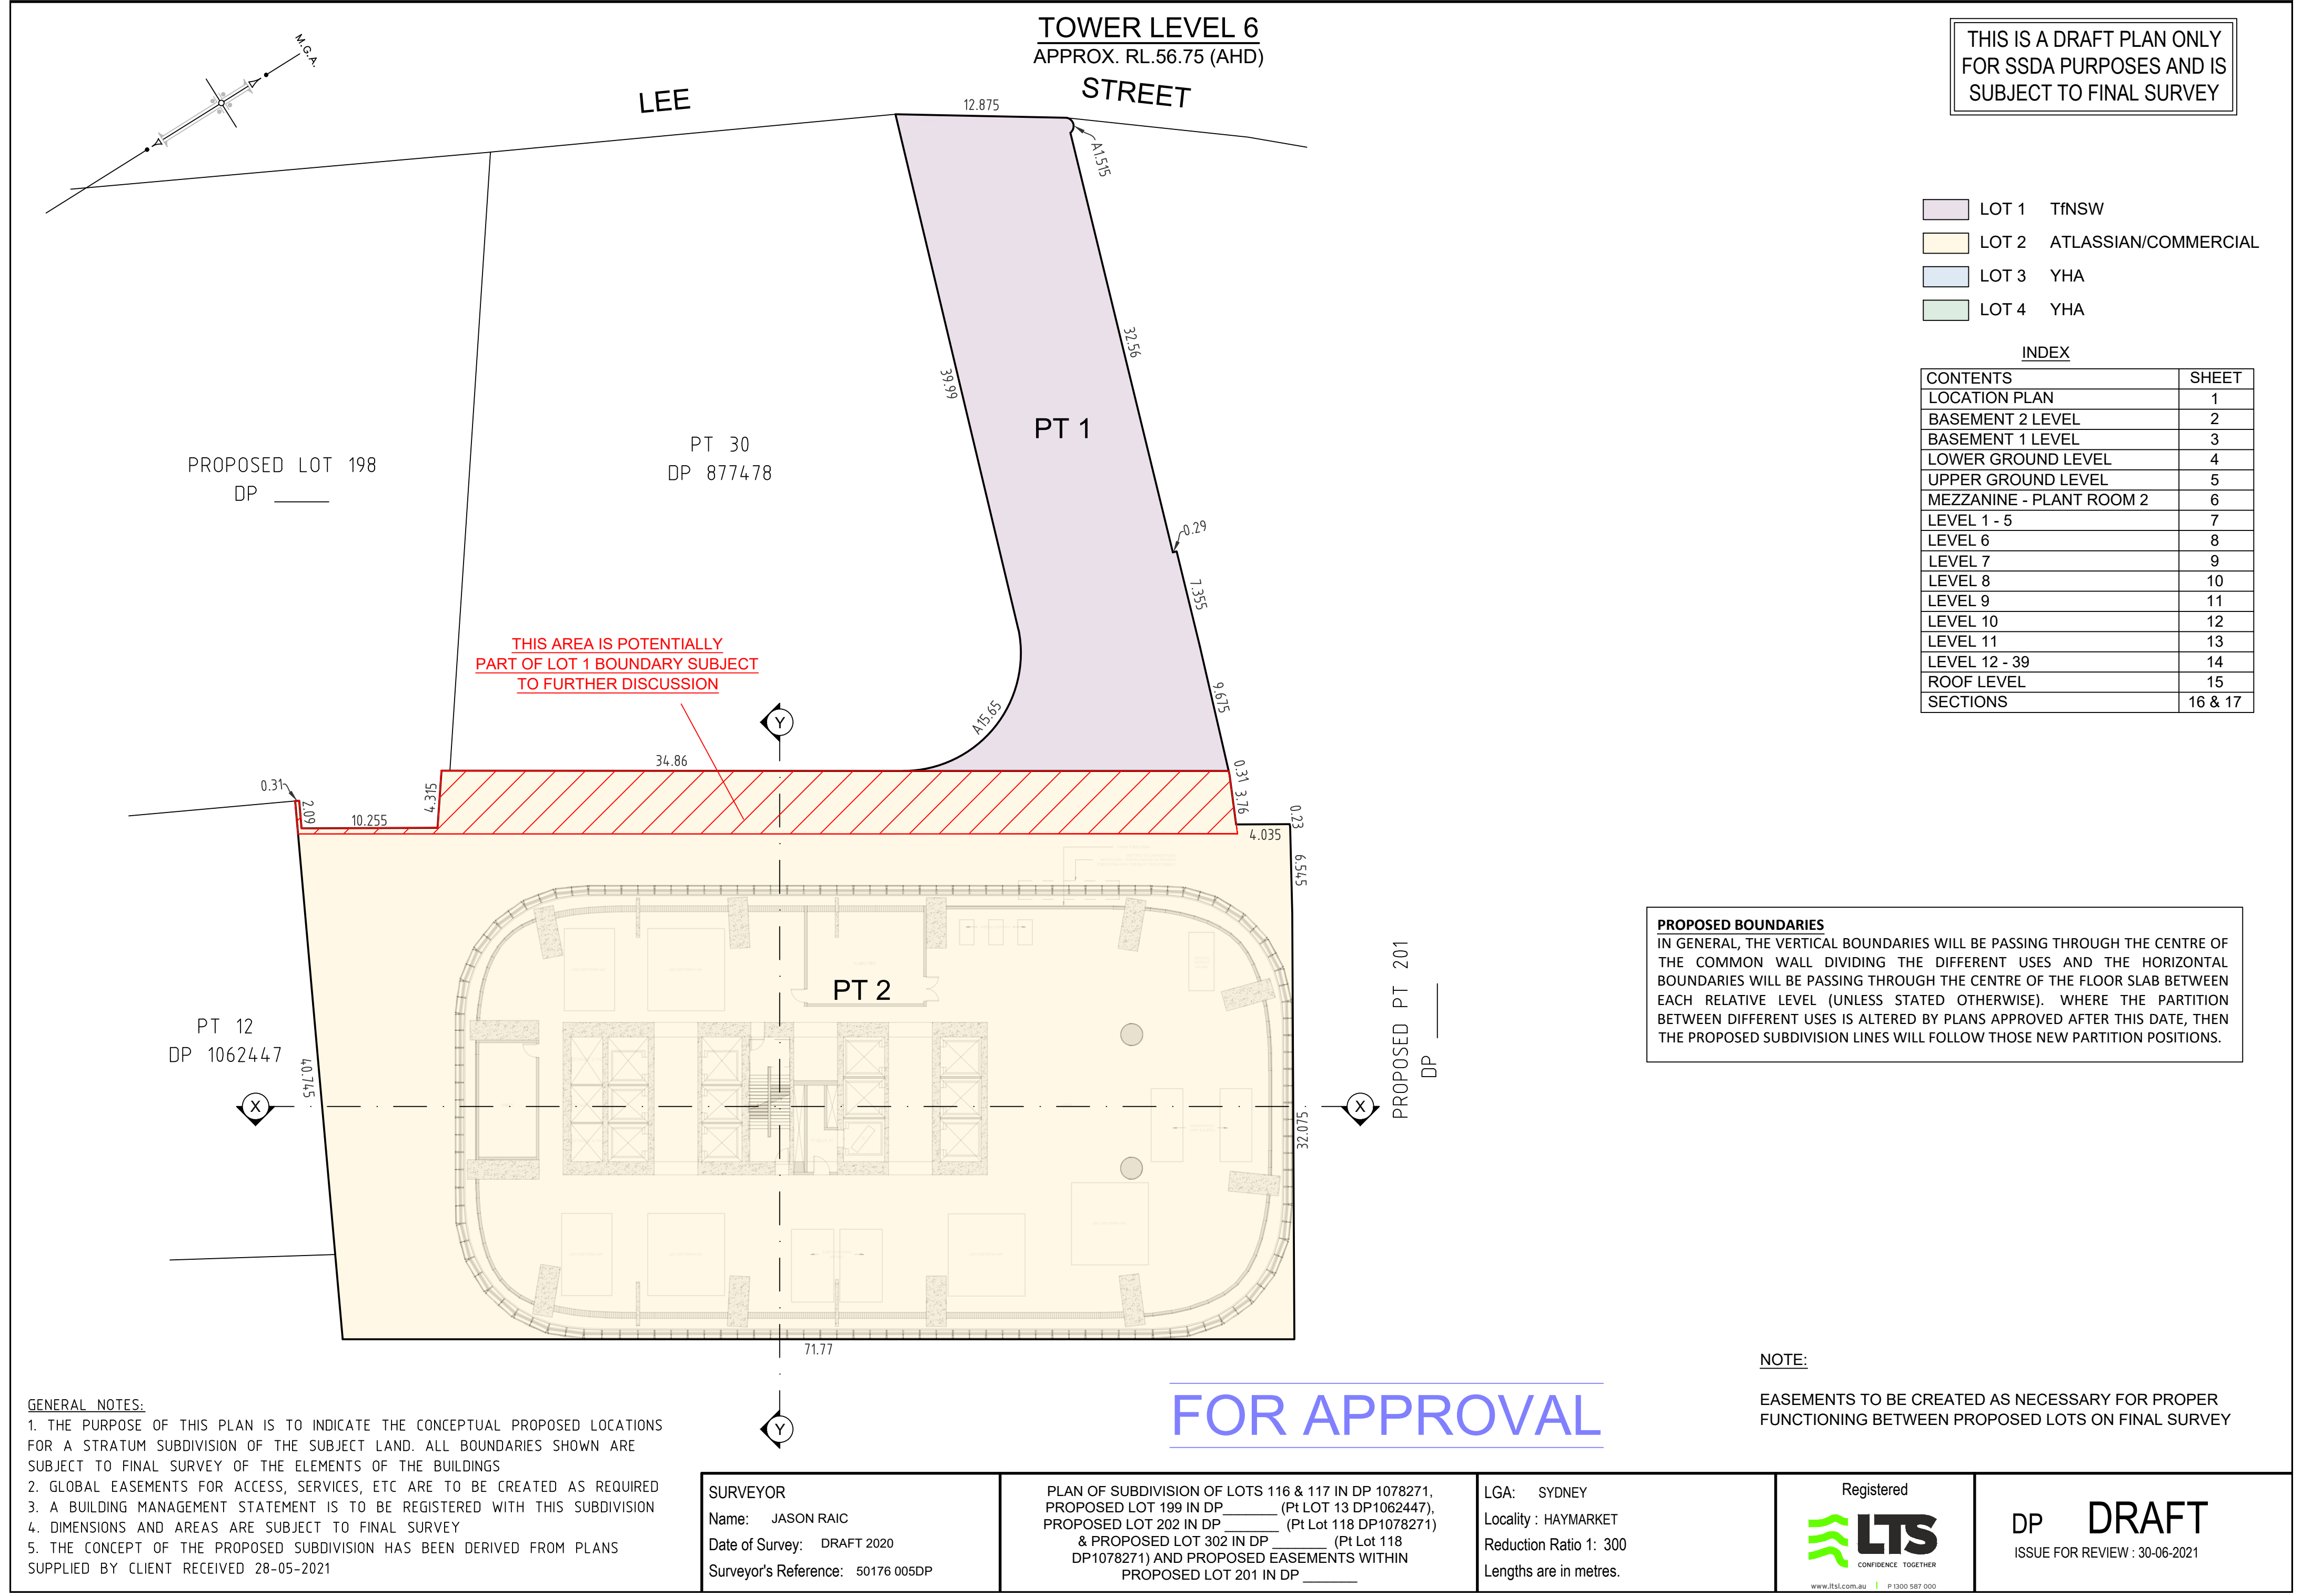 TOWER LEVEL 6
APPROX. RL.56.75 (AHD)
THIS IS A DRAFT PLAN ONLY
FOR SSDA PURPOSES AND IS
SUBJECT TO FINAL SURVEY
M.G.A.
LEE
STREET
12.875
A1.515
LOT 1 TfNSW
LOT 2 ATLASSIAN/COMMERCIAL
LOT 3 YHA
LOT 4 YHA
INDEX
CONTENTS SHEET
LOCATION PLAN 1
BASEMENT 2 LEVEL 2
BASEMENT 1 LEVEL 3
LOWER GROUND LEVEL 4
UPPER GROUND LEVEL 5
MEZZANINE - PLANT ROOM 2 6
LEVEL 1 - 5 7
LEVEL 6 8
LEVEL 7 9
LEVEL 8 10
LEVEL 9 11
LEVEL 10 12
LEVEL 11 13
LEVEL 12 - 39 14
ROOF LEVEL 15
SECTIONS 16 & 17
32.56
39.99
PT 1
PT 30
DP 877478
PROPOSED LOT 198
DP ______
0.29
7.355
9.675
THIS AREA IS POTENTIALLY
PART OF LOT 1 BOUNDARY SUBJECT
TO FURTHER DISCUSSION
A15.65
Y
34.86
0.31
2.09
10.255
4.315
0.31
3.76
0.23
4.035
6.545
PT 2
PT 12
DP 1062447
40.745
X
X
32.075
PROPOSED PT 201
DP ______
71.77
Y
PROPOSED BOUNDARIES
IN GENERAL, THE VERTICAL BOUNDARIES WILL BE PASSING THROUGH THE CENTRE OF
THE COMMON WALL DIVIDING THE DIFFERENT USES AND THE HORIZONTAL
BOUNDARIES WILL BE PASSING THROUGH THE CENTRE OF THE FLOOR SLAB BETWEEN
EACH RELATIVE LEVEL (UNLESS STATED OTHERWISE). WHERE THE PARTITION
BETWEEN DIFFERENT USES IS ALTERED BY PLANS APPROVED AFTER THIS DATE, THEN
THE PROPOSED SUBDIVISION LINES WILL FOLLOW THOSE NEW PARTITION POSITIONS.
NOTE:
EASEMENTS TO BE CREATED AS NECESSARY FOR PROPER
FUNCTIONING BETWEEN PROPOSED LOTS ON FINAL SURVEY
FOR APPROVAL
GENERAL NOTES:
1. THE PURPOSE OF THIS PLAN IS TO INDICATE THE CONCEPTUAL PROPOSED LOCATIONS
FOR A STRATUM SUBDIVISION OF THE SUBJECT LAND. ALL BOUNDARIES SHOWN ARE
SUBJECT TO FINAL SURVEY OF THE ELEMENTS OF THE BUILDINGS
2. GLOBAL EASEMENTS FOR ACCESS, SERVICES, ETC ARE TO BE CREATED AS REQUIRED
3. A BUILDING MANAGEMENT STATEMENT IS TO BE REGISTERED WITH THIS SUBDIVISION
4. DIMENSIONS AND AREAS ARE SUBJECT TO FINAL SURVEY
5. THE CONCEPT OF THE PROPOSED SUBDIVISION HAS BEEN DERIVED FROM PLANS
SUPPLIED BY CLIENT RECEIVED 28-05-2021
SURVEYOR
Name: JASON RAIC
Date of Survey: DRAFT 2020
Surveyor's Reference: 50176 005DP
PLAN OF SUBDIVISION OF LOTS 116 & 117 IN DP 1078271,
PROPOSED LOT 199 IN DP_______ (Pt LOT 13 DP1062447),
PROPOSED LOT 202 IN DP _______ (Pt Lot 118 DP1078271)
& PROPOSED LOT 302 IN DP _______ (Pt Lot 118
DP1078271) AND PROPOSED EASEMENTS WITHIN
PROPOSED LOT 201 IN DP _______
LGA: SYDNEY
Locality : HAYMARKET
Reduction Ratio 1: 300
Lengths are in metres.
Registered
LTS
CONFIDENCE TOGETHER
www.ltsl.com.au | P 1300 587 000
DP DRAFT
ISSUE FOR REVIEW : 30-06-2021